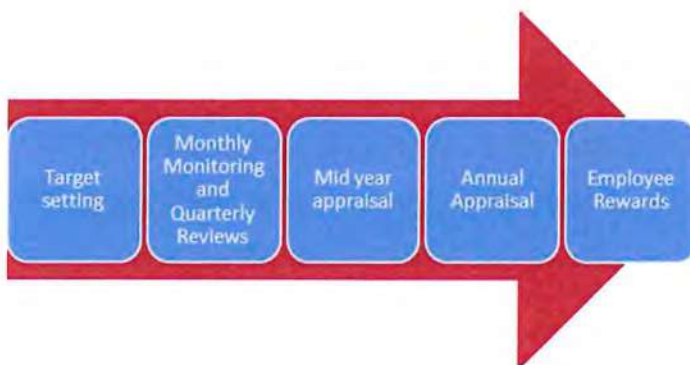 Target
setting
Monthly
Monitoring
and
Quarterly
Reviews
Mid year
appraisal
Annual
Appraisal
Employee
Rewards